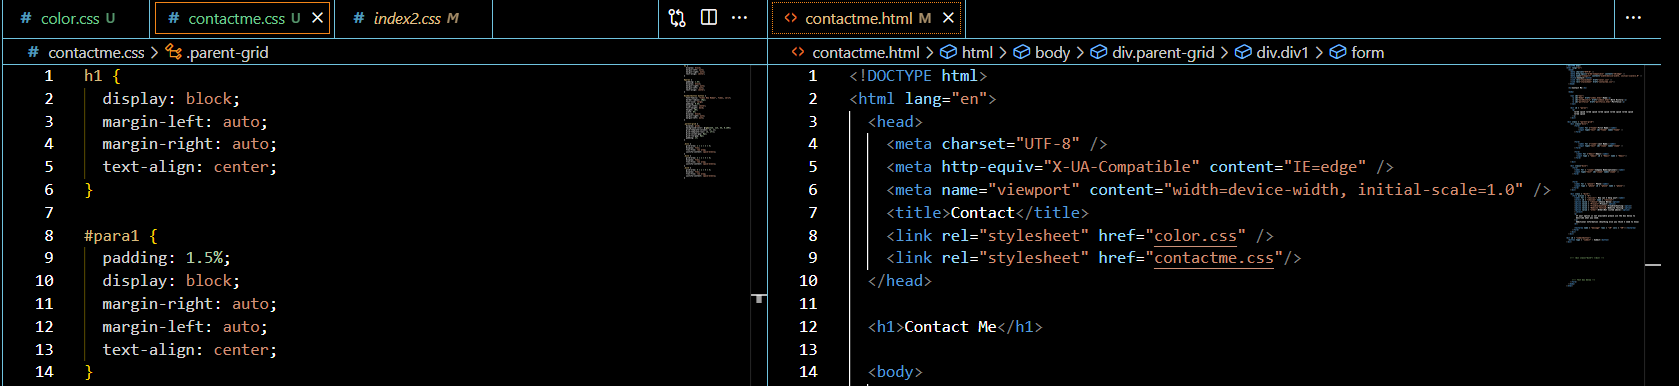 # color.css U
# contactme.css U ×
# index2.css M
# contactme.css > .parent-grid
1 h1 {
2 display: block;
3 margin-left: auto;
4 margin-right: auto;
5 text-align: center;
6 }
7
8 #para1 {
9 padding: 1.5%;
10 display: block;
11 margin-right: auto;
12 margin-left: auto;
13 text-align: center;
14 }
<> contactme.html M ×
<> contactme.html > html > body > div.parent-grid > div.div1 > form
1 <!DOCTYPE html>
2 <html lang="en">
3 <head>
4 <meta charset="UTF-8" />
5 <meta http-equiv="X-UA-Compatible" content="IE=edge" />
6 <meta name="viewport" content="width=device-width, initial-scale=1.0" />
7 <title>Contact</title>
8 <link rel="stylesheet" href="color.css" />
9 <link rel="stylesheet" href="contactme.css"/>
10 </head>
11
12 <h1>Contact Me</h1>
13
14 <body>